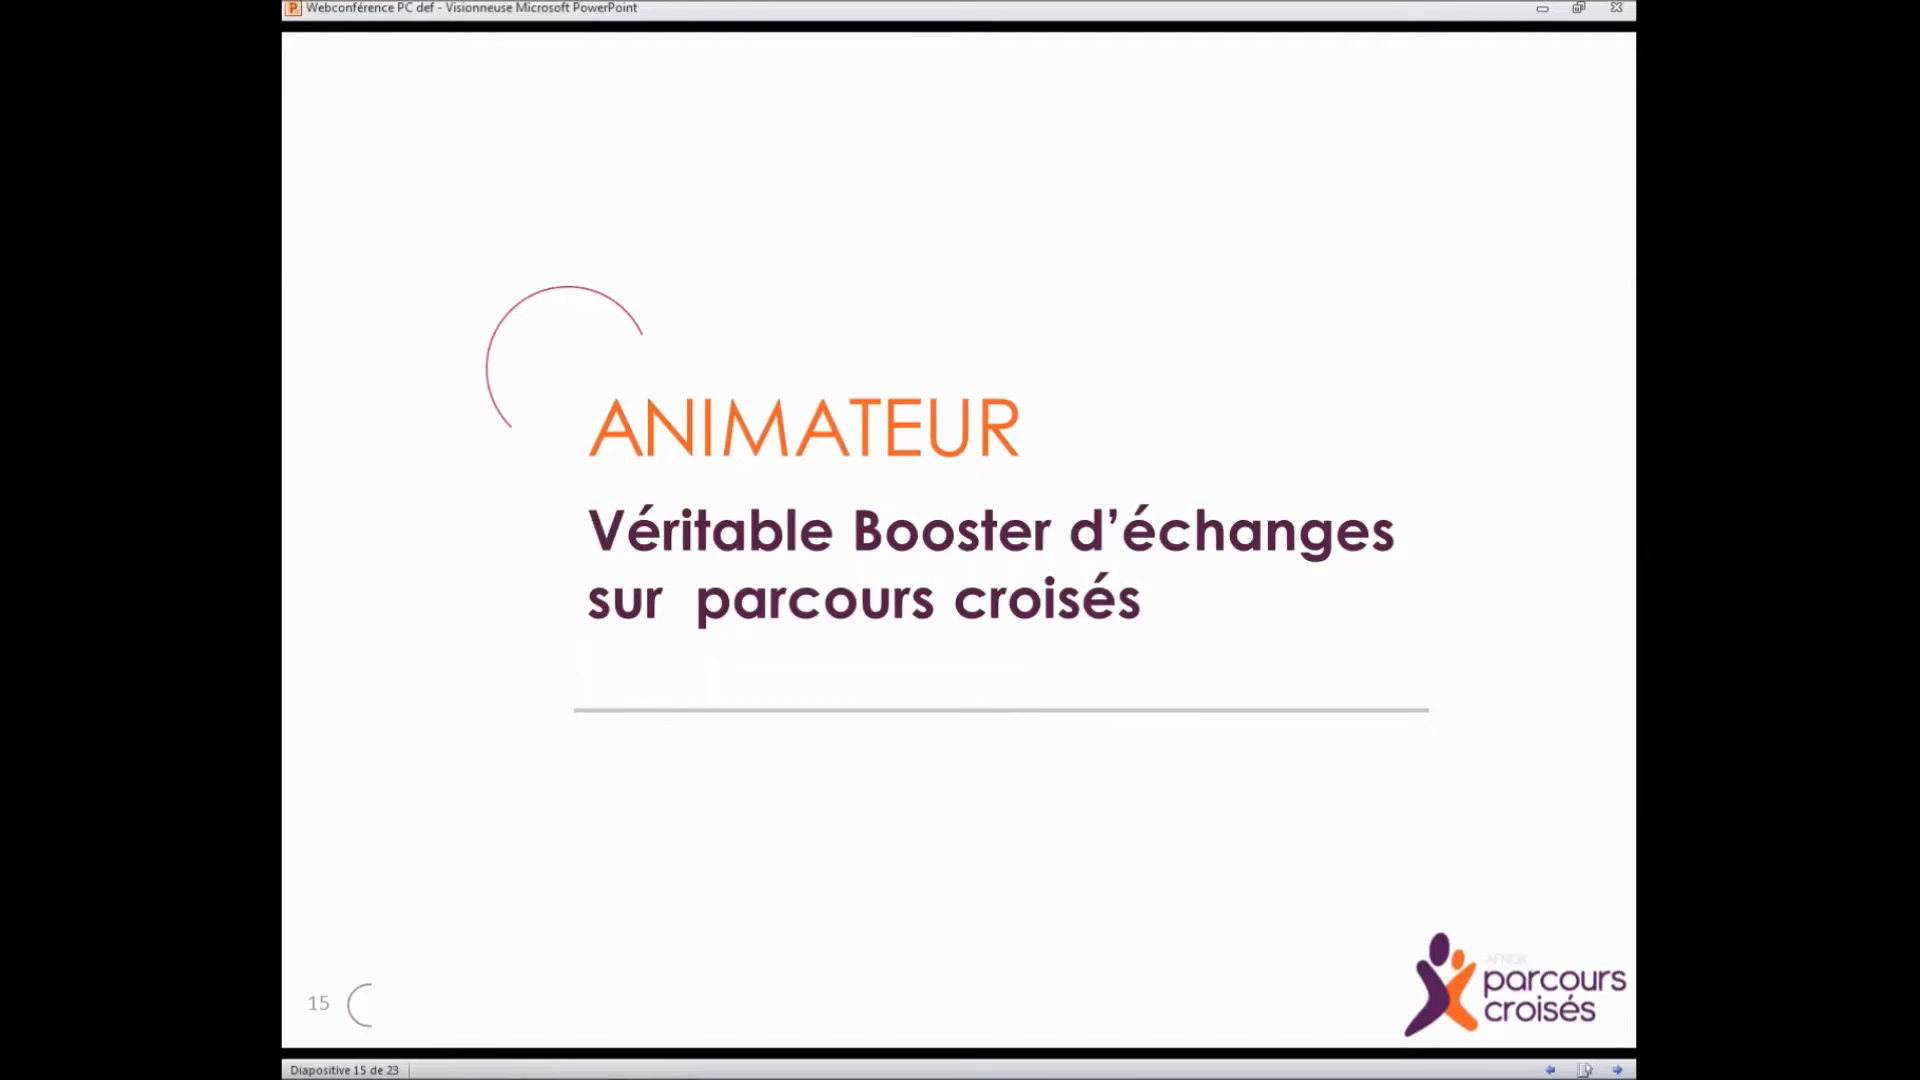 Webconférence PC def - Visionneuse Microsoft PowerPoint
ANIMATEUR
Véritable Booster d’échanges
sur parcours croisés
AFNOR
parcours
croisés
15
Diapositive 15 de 23